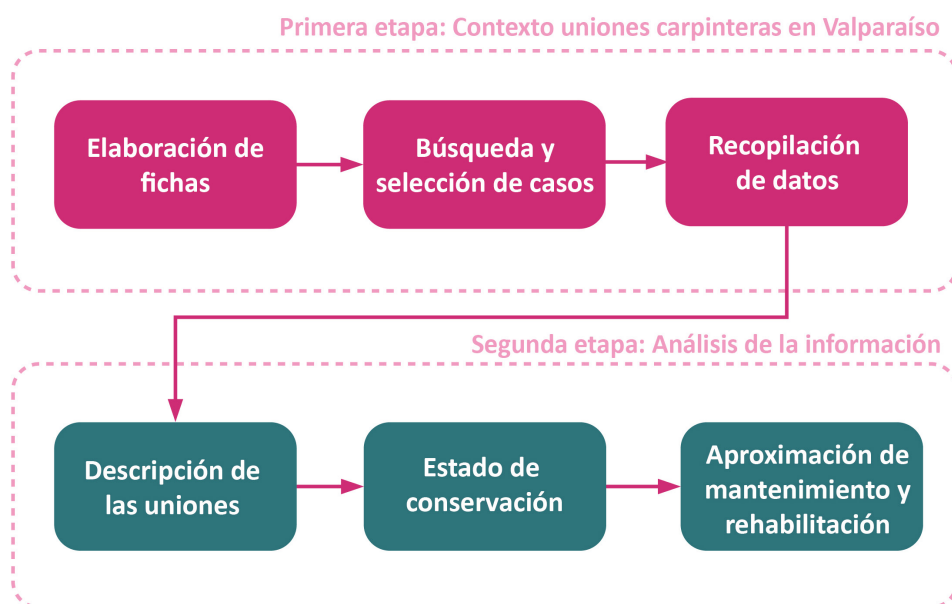 Primera etapa: Contexto uniones carpinteras en Valparaíso
Elaboración de
fichas
Búsqueda y
selección de casos
Recopilación
de datos
Segunda etapa: Análisis de la información
Descripción de
las uniones
Estado de
conservación
Aproximación de
mantenimiento y
rehabilitación